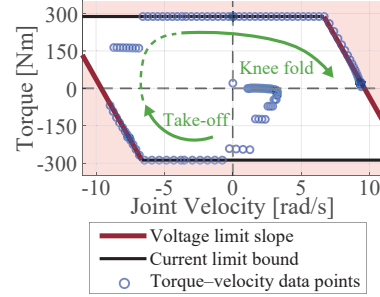 300
150
0
-150
-300
Torque [Nm]
Knee fold
Take-off
-10 -5 0 5 10
Joint Velocity [rad/s]
Voltage limit slope
Current limit bound
Torque–velocity data points